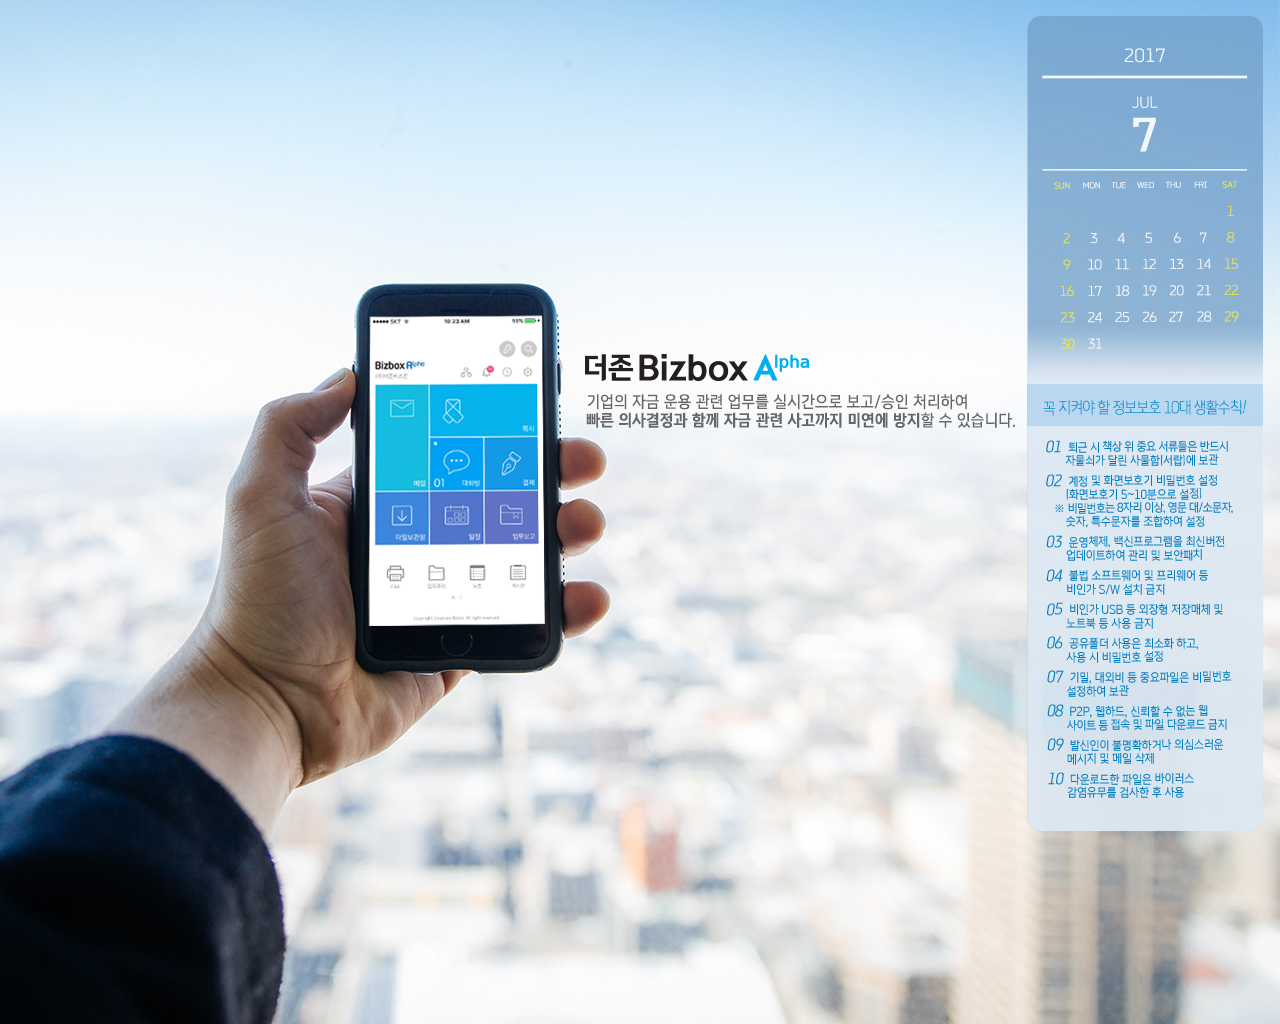 2017
JUL
7
SUN MON TUE WED THU FRI SAT
1
2 3 4 5 6 7 8
9 10 11 12 13 14 15
16 17 18 19 20 21 22
23 24 25 26 27 28 29
30 31
●●●●● SKT 10:23 AM 98%
Bizbox Alpha
쪽지
메일
01 대화방
결재
파일보관함
일정
업무보고
FAX
업무관리
노트
게시판
더존 Bizbox Alpha
기업의 자금 운용 관련 업무를 실시간으로 보고/승인 처리하여
빠른 의사결정과 함께 자금 관련 사고까지 미연에 방지할 수 있습니다.
꼭 지켜야 할 정보보호 10대 생활수칙!
01 퇴근 시 책상 위 중요 서류들은 반드시
자물쇠가 달린 사물함(서랍)에 보관
02 계정 및 화면보호기 비밀번호 설정
(화면보호기 5~10분으로 설정)
※ 비밀번호는 8자리 이상, 영문 대/소문자,
숫자, 특수문자를 조합하여 설정
03 운영체제, 백신프로그램을 최신버전
업데이트하여 관리 및 보안패치
04 불법 소프트웨어 및 프리웨어 등
비인가 S/W 설치 금지
05 비인가 USB 등 외장형 저장매체 및
노트북 등 사용 금지
06 공유폴더 사용은 최소화 하고,
사용 시 비밀번호 설정
07 기밀, 대외비 등 중요파일은 비밀번호
설정하여 보관
08 P2P, 웹하드, 신뢰할 수 없는 웹
사이트 등 접속 및 파일 다운로드 금지
09 발신인이 불명확하거나 의심스러운
메시지 및 메일 삭제
10 다운로드한 파일은 바이러스
감염유무를 검사한 후 사용